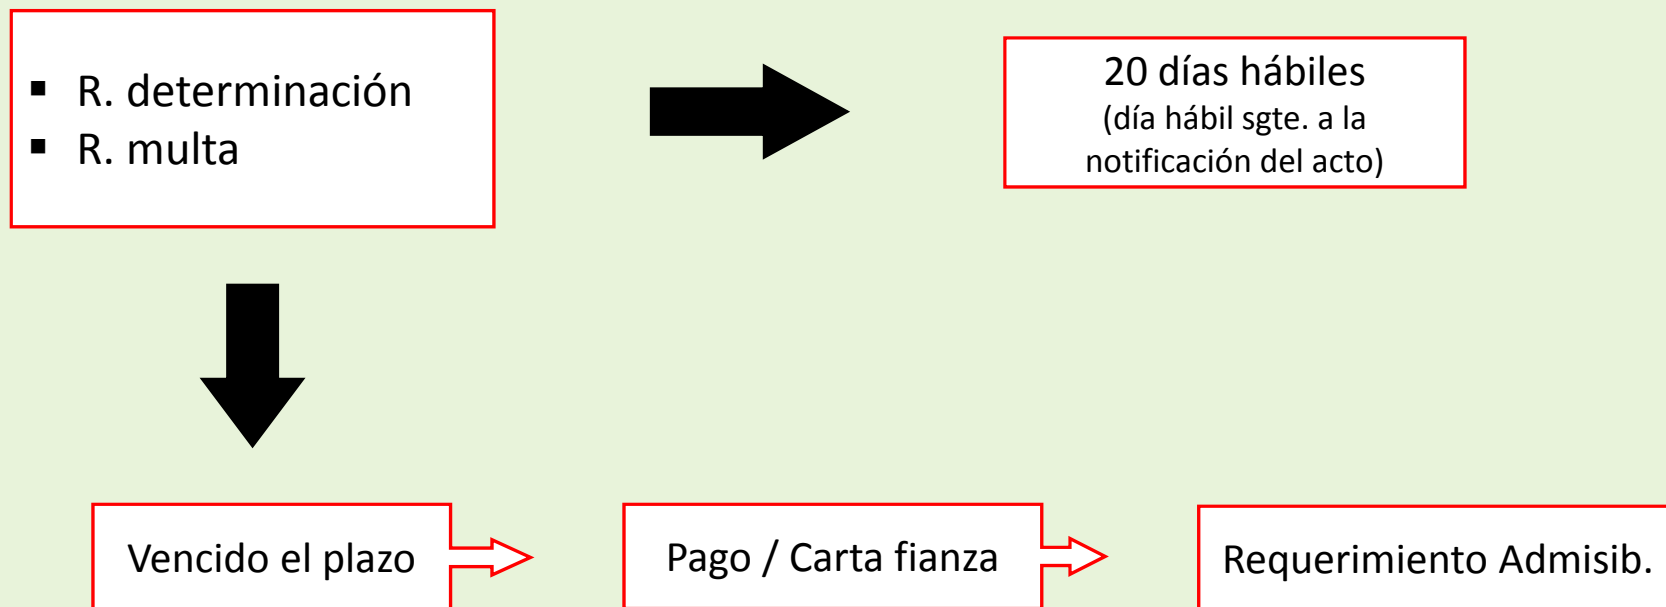 ▪ R. determinación
▪ R. multa
20 días hábiles
(día hábil sgte. a la
notificación del acto)
Vencido el plazo
Pago / Carta fianza
Requerimiento Admisib.